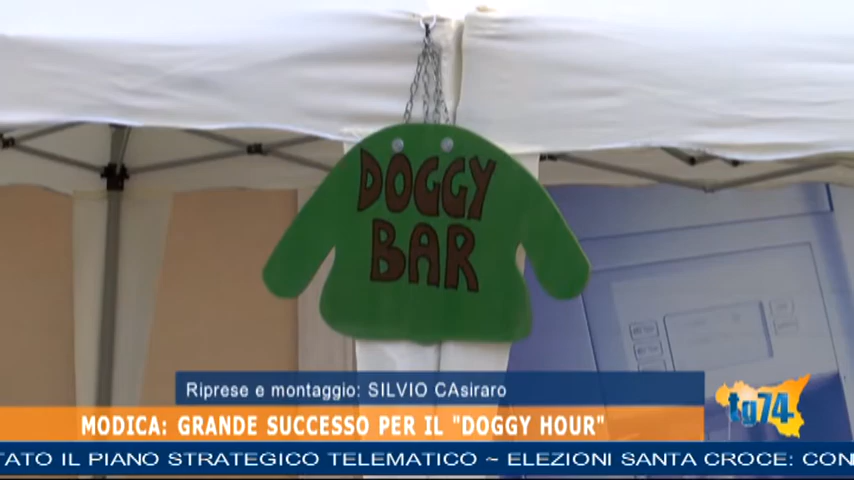 DOGGY
BAR
Riprese e montaggio: SILVIO CAsiraro
MODICA: GRANDE SUCCESSO PER IL "DOGGY HOUR"
tg74
TATO IL PIANO STRATEGICO TELEMATICO ~ ELEZIONI SANTA CROCE: CON